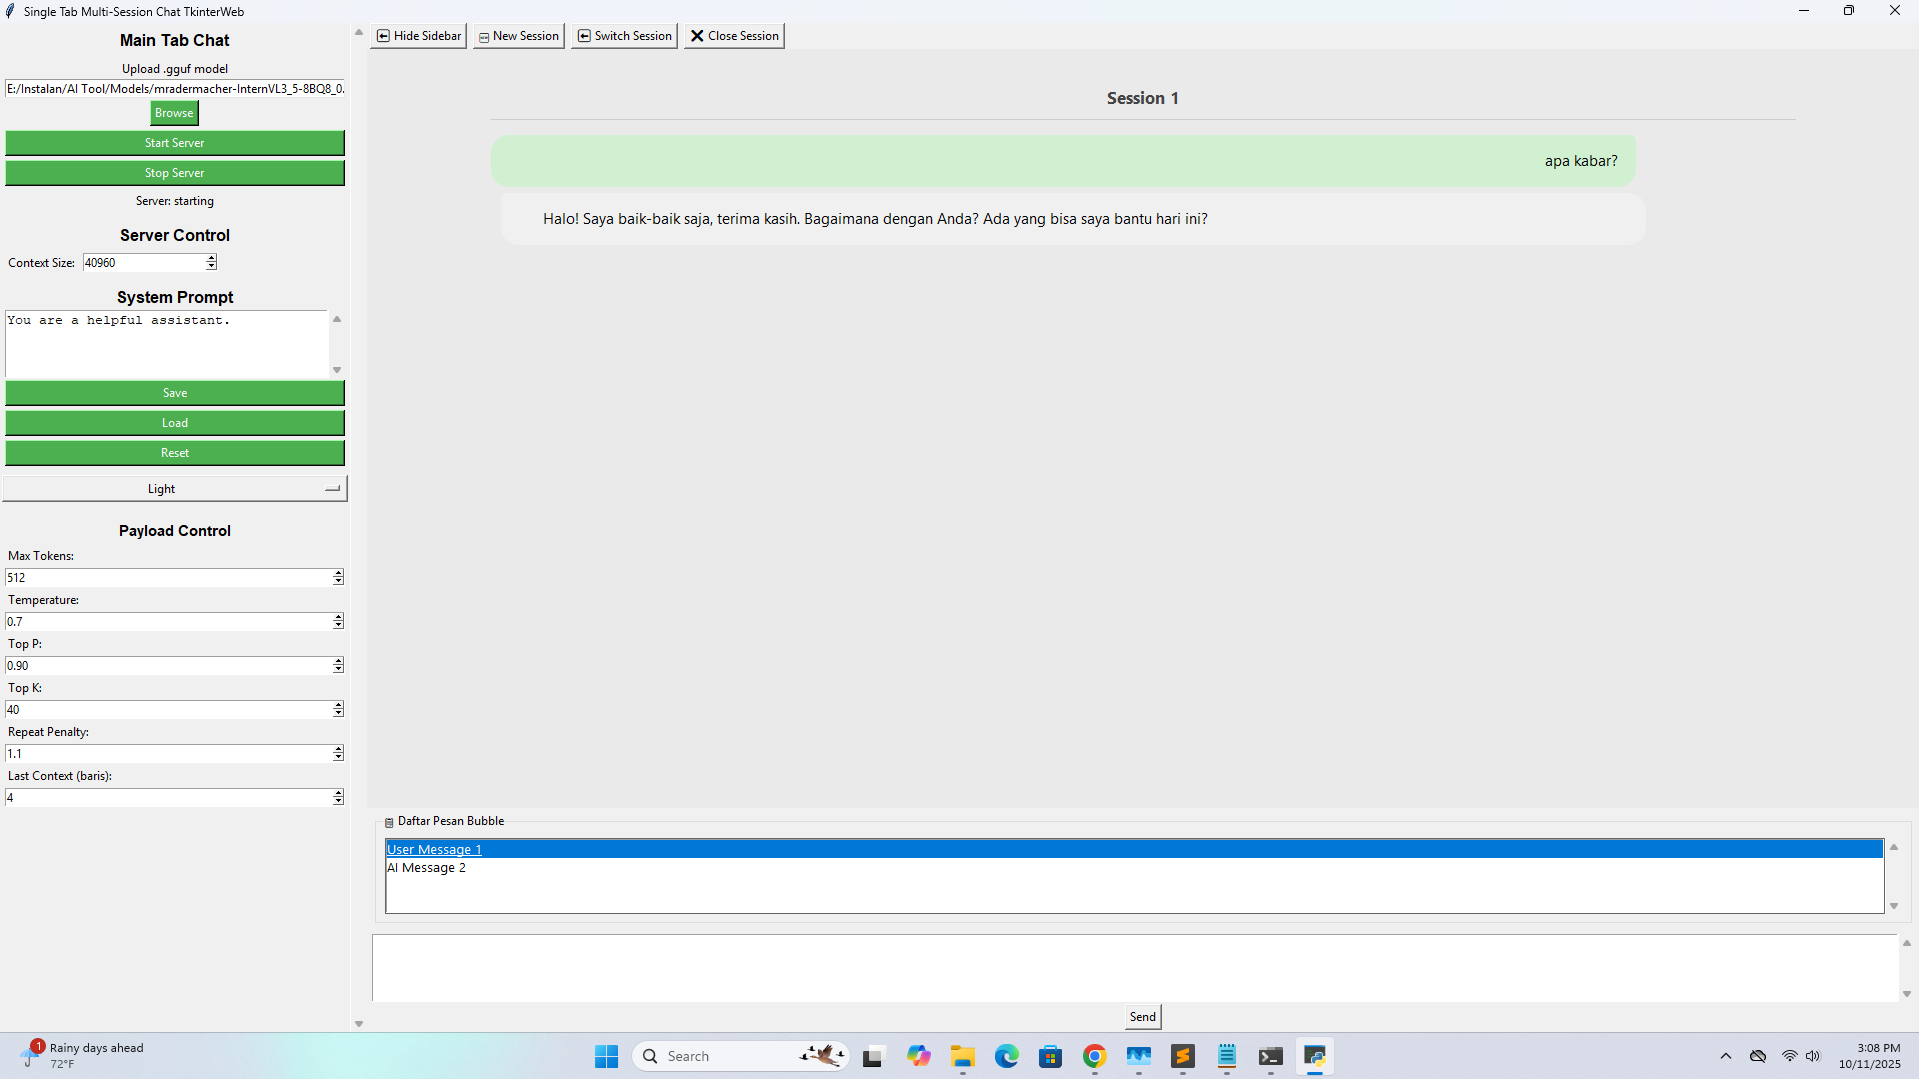 Single Tab Multi-Session Chat TkinterWeb
Main Tab Chat
Upload .gguf model
E:/Instalan/AI Tool/Models/mradermacher-InternVL3_5-8BQ8_0.
Browse
Start Server
Stop Server
Server: starting
Server Control
Context Size: 40960
System Prompt
You are a helpful assistant.
Save
Load
Reset
Light
Payload Control
Max Tokens:
512
Temperature:
0.7
Top P:
0.90
Top K:
40
Repeat Penalty:
1.1
Last Context (baris):
4
Hide Sidebar New Session Switch Session Close Session
Session 1
apa kabar?
Halo! Saya baik-baik saja, terima kasih. Bagaimana dengan Anda? Ada yang bisa saya bantu hari ini?
Daftar Pesan Bubble
User Message 1
AI Message 2
Send
1
Rainy days ahead
72°F
Search
3:08 PM
10/11/2025